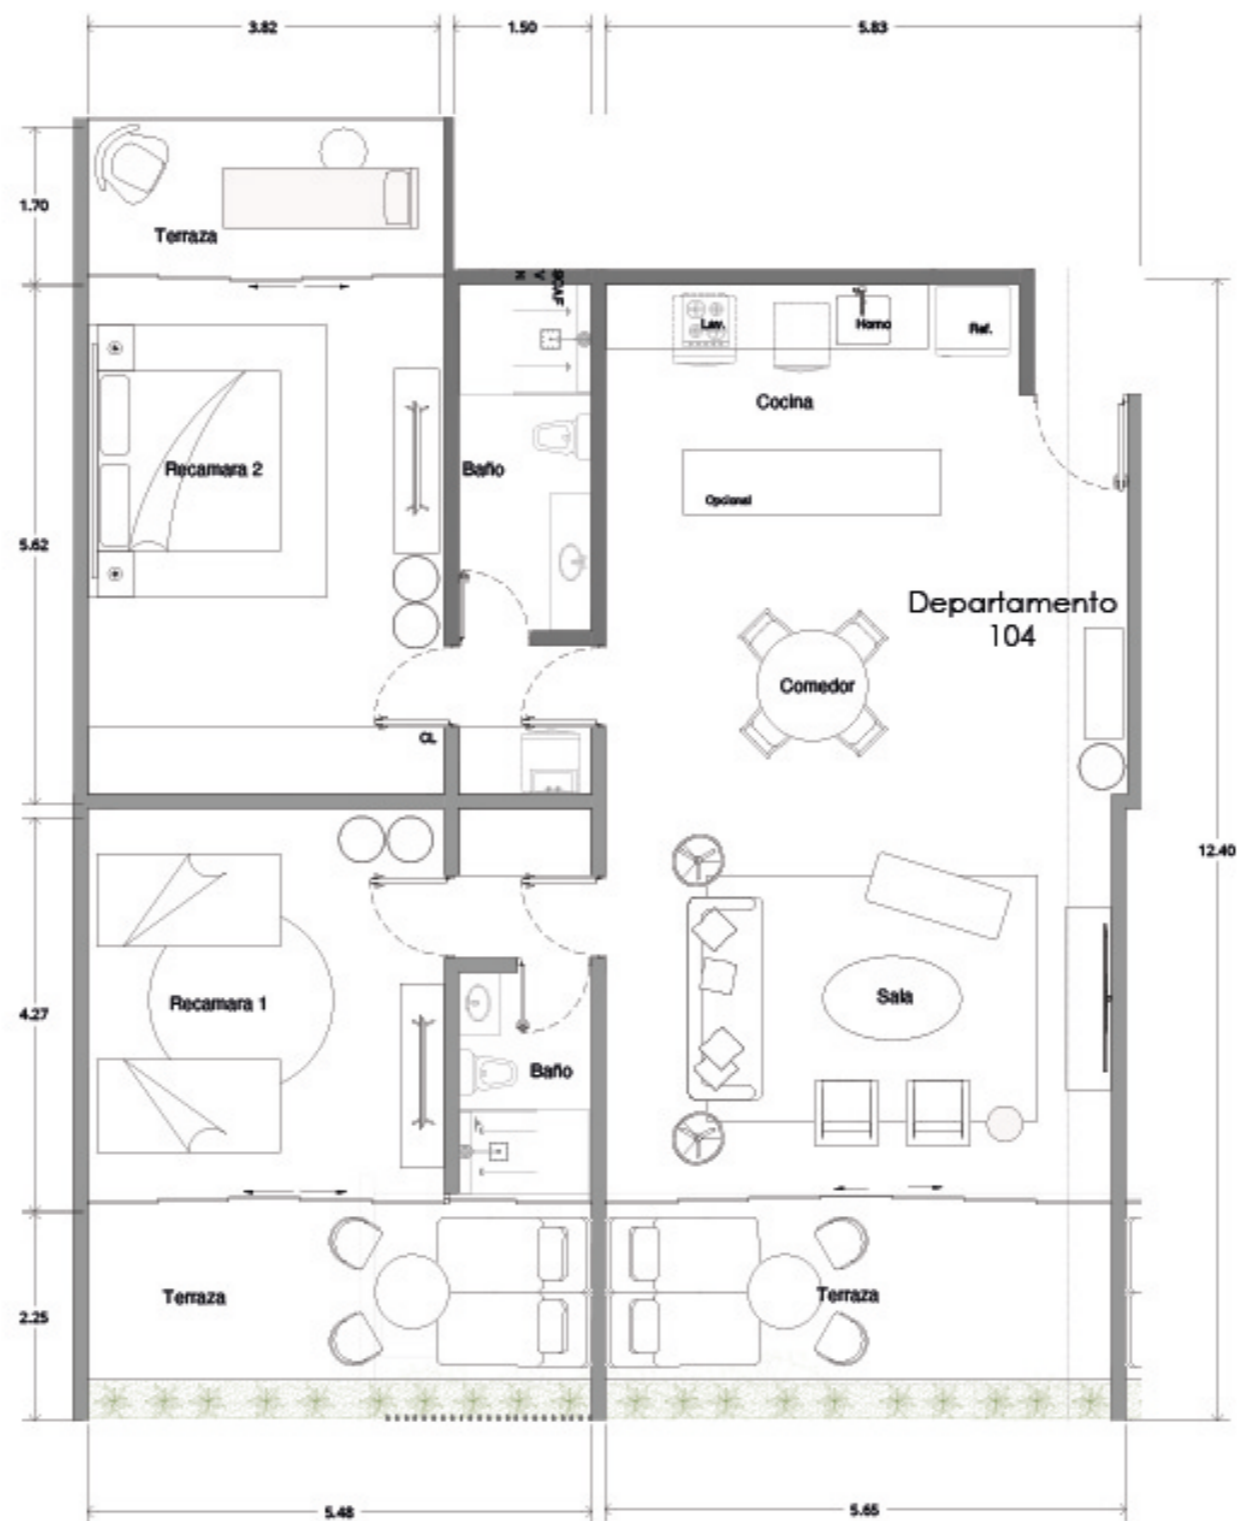 3.82
1.50
5.83
1.70
Terraza
BCAF
V
N
Lav.
Horno
Ref.
Cocina
Recamara 2
Baño
Opcional
5.62
Departamento
104
Comedor
CL
12.40
Recamara 1
Sala
4.27
Baño
Terraza
Terraza
2.25
5.48
5.65